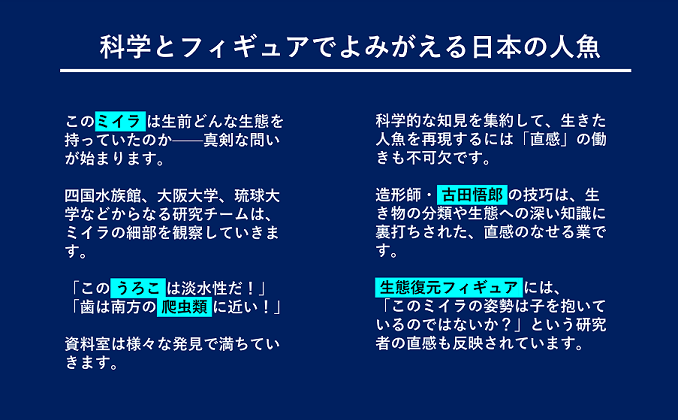 科学とフィギュアでよみがえる日本の人魚
このミイラは生前どんな生態を
持っていたのか――真剣な問い
が始まります。
四国水族館、大阪大学、琉球大
学などからなる研究チームは、
ミイラの細部を観察していきま
す。
「このうろこは淡水性だ！」
「歯は南方の爬虫類に近い！」
資料室は様々な発見で満ちてい
きます。
科学的な知見を集約して、生きた
人魚を再現するには「直感」の働
きも不可欠です。
造形師・古田悟郎の技巧は、生
き物の分類や生態への深い知識に
裏打ちされた、直感のなせる業で
す。
生態復元フィギュアには、
「このミイラの姿勢は子を抱いて
いるのではないか？」という研究
者の直感も反映されています。